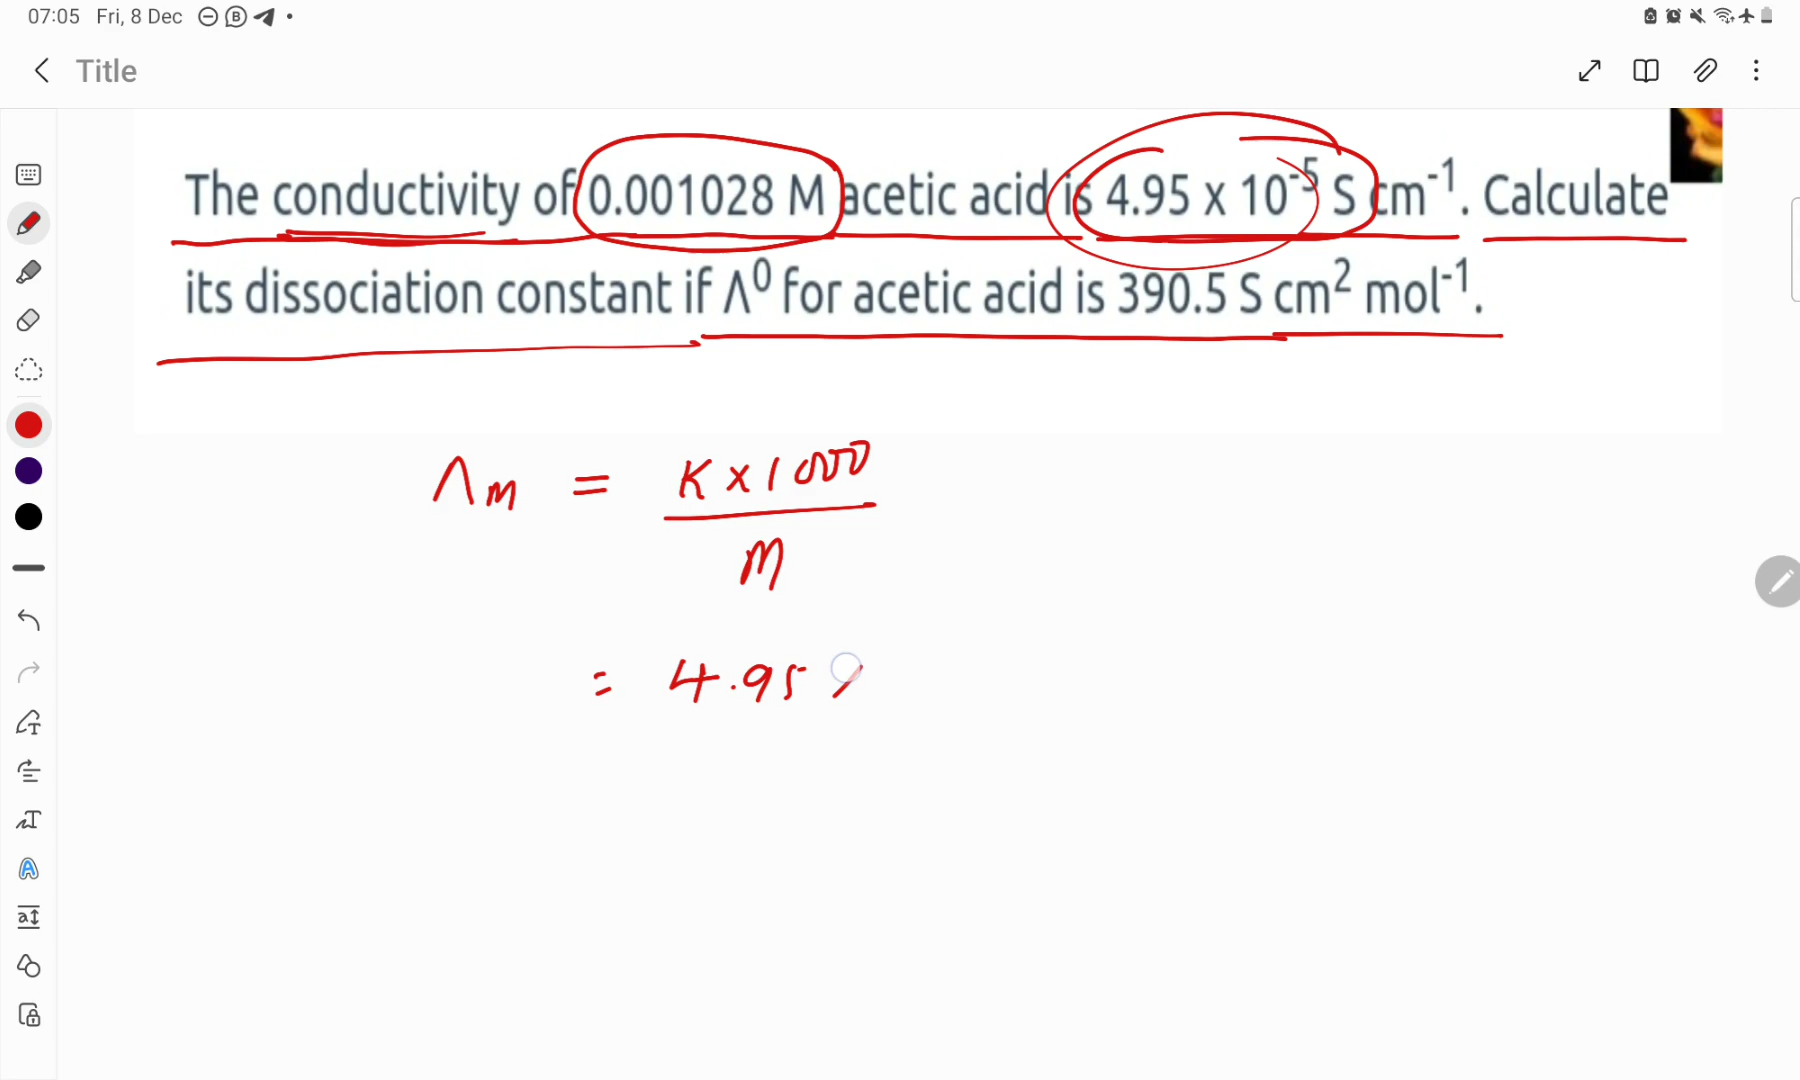 07:05 Fri, 8 Dec
Title
The conductivity of 0.001028 M acetic acid is 4.95 x 10⁻⁵ S cm⁻¹. Calculate
its dissociation constant if Λ⁰ for acetic acid is 390.5 S cm² mol⁻¹.
Λm = K × 1000
M
= 4.95